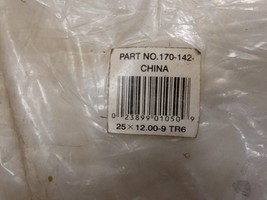 PART NO.170-142-
CHINA
0 23899 01050 9
25 × 12.00-9 TR6